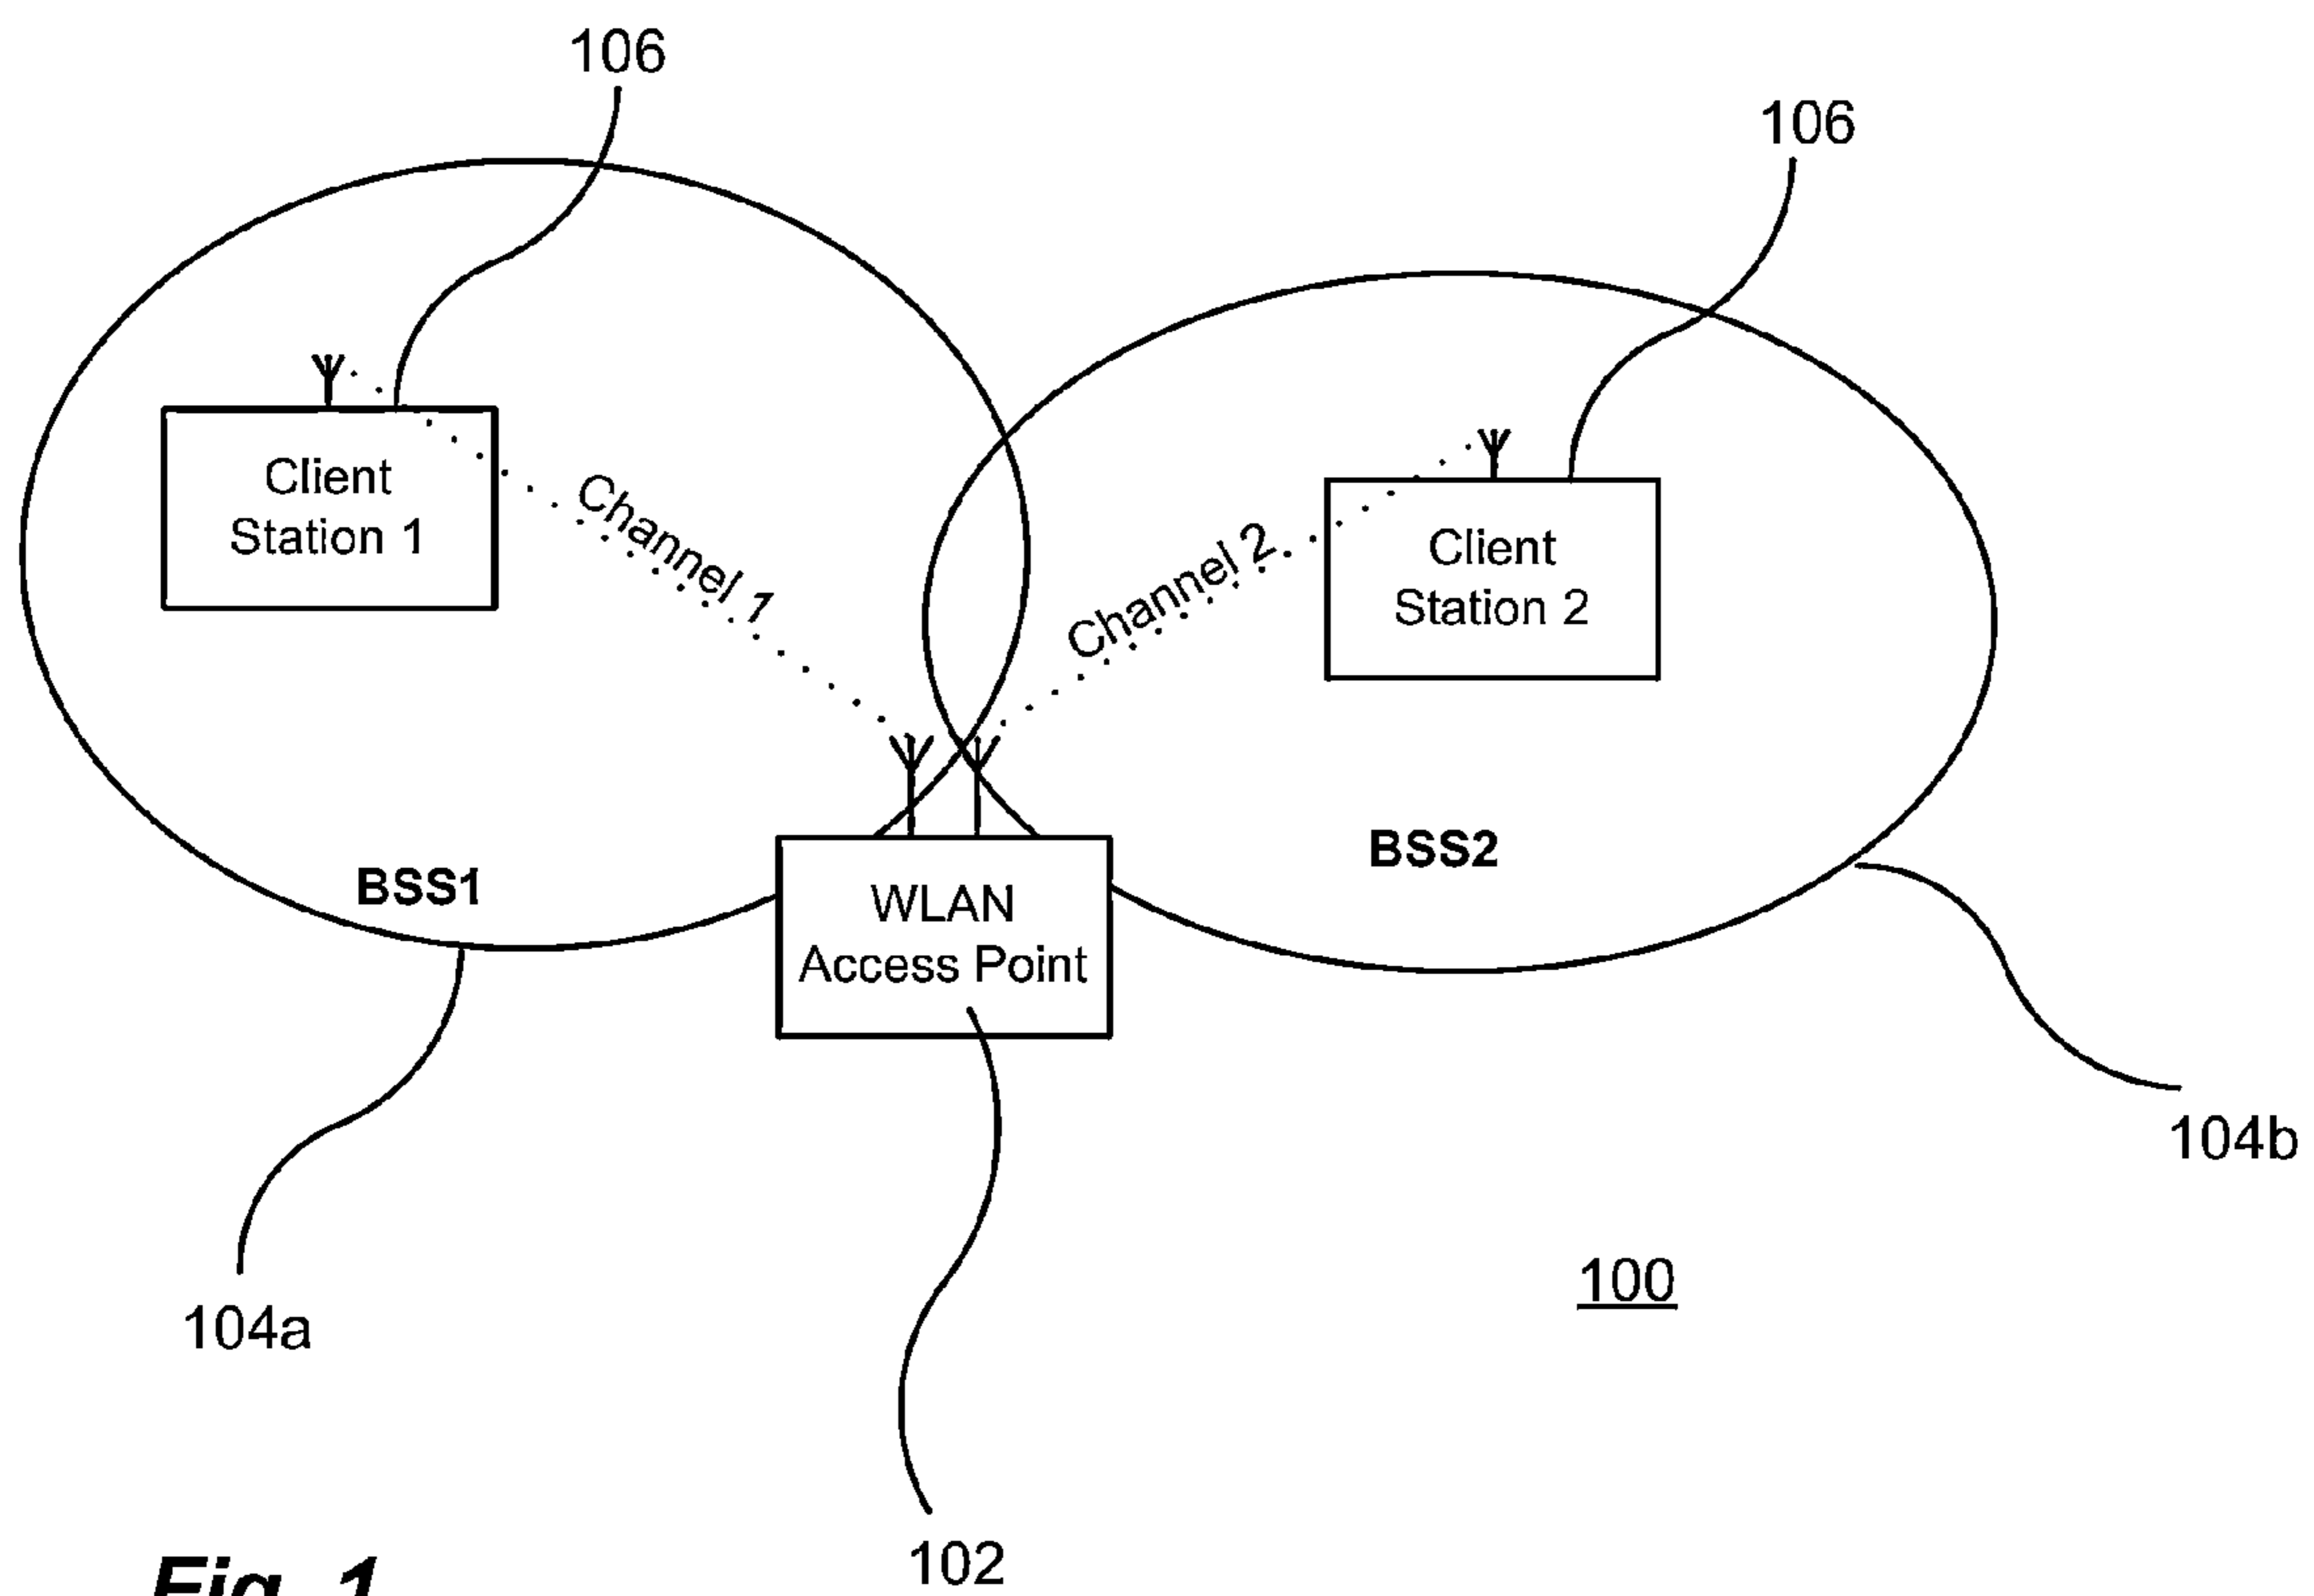 106
106
Client
Station 1
Channel 1
Channel 2
Client
Station 2
BSS1
BSS2
WLAN
Access Point
104b
100
104a
102
Fig. 1